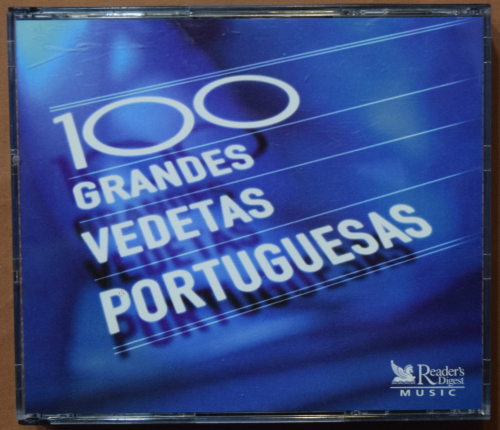 100
GRANDES
VEDETAS
PORTUGUESAS
Reader's
Digest
MUSIC